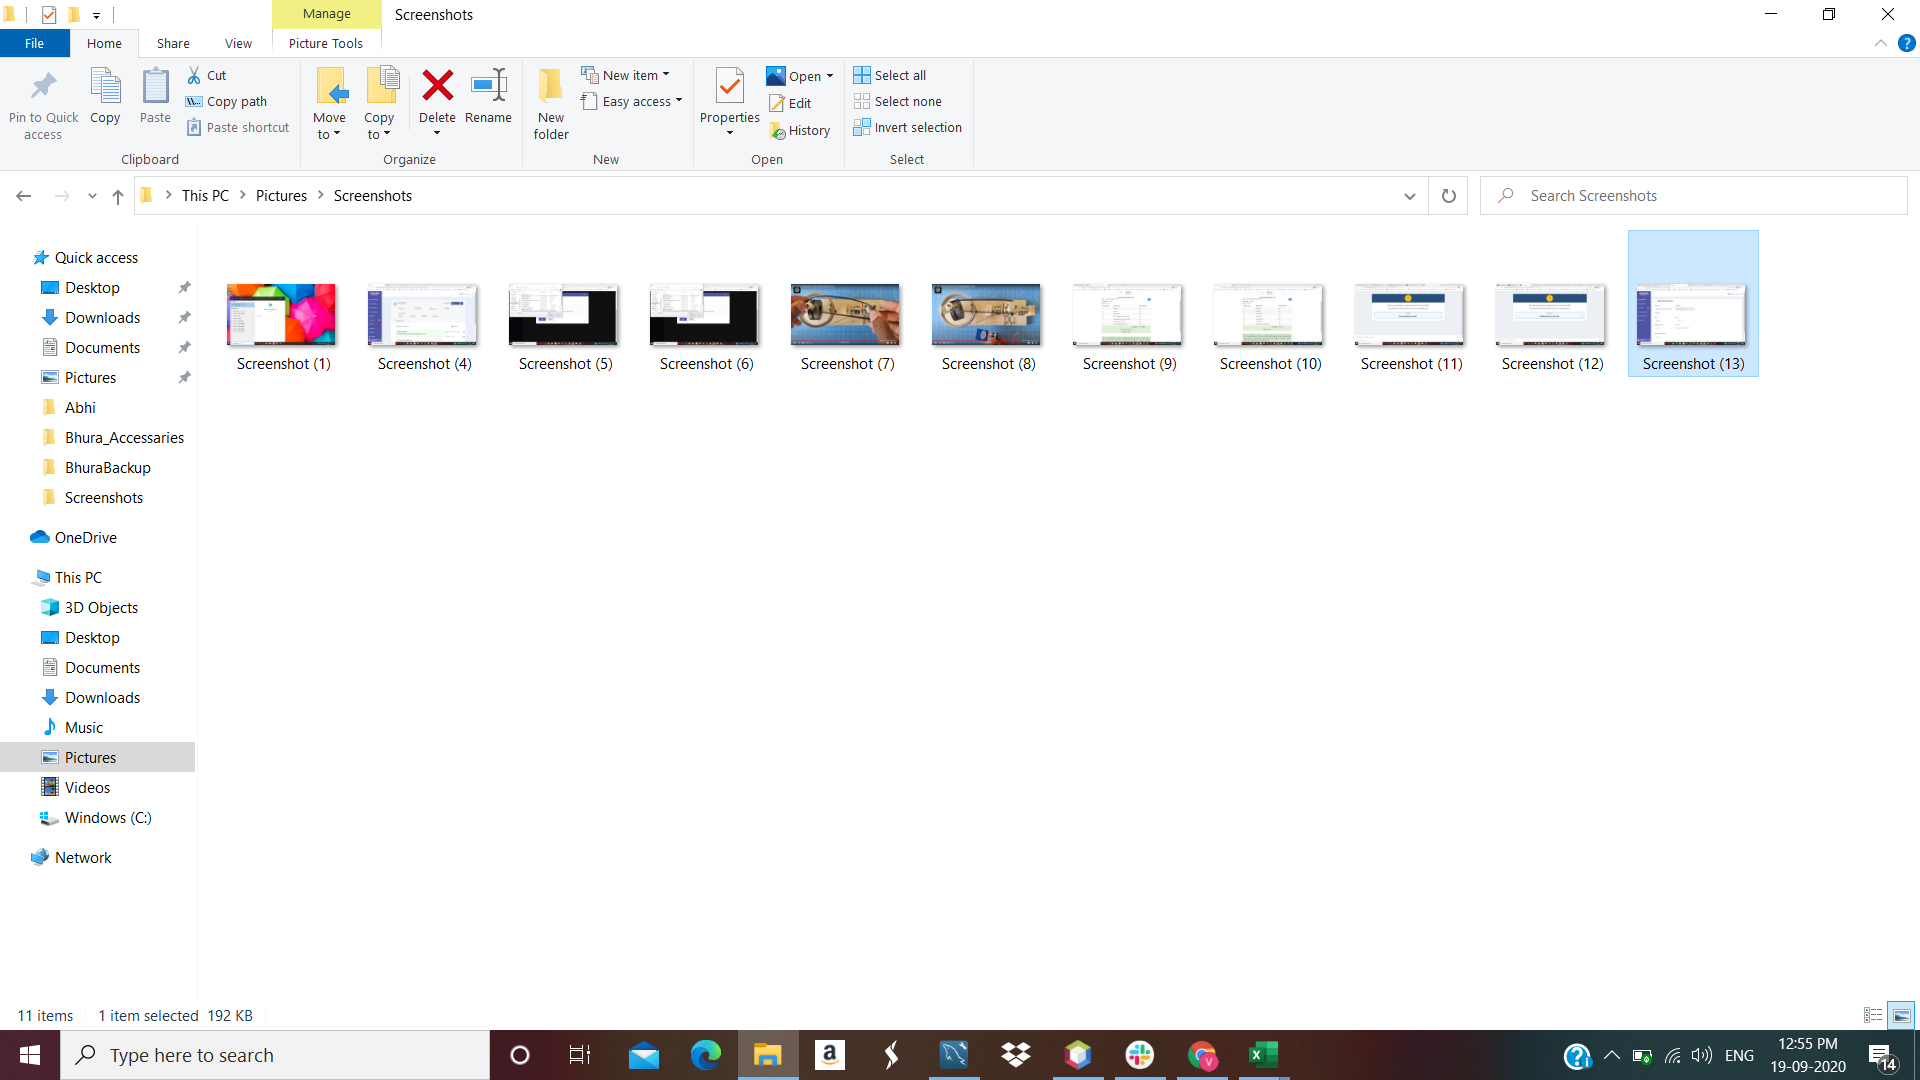 Manage
Screenshots
File
Home
Share
View
Picture Tools
Pin to Quick access
Copy
Paste
Cut
Copy path
Paste shortcut
Clipboard
Move to
Copy to
Delete
Rename
Organize
New folder
New item
Easy access
New
Properties
Open
Edit
History
Open
Select all
Select none
Invert selection
Select
This PC
Pictures
Screenshots
Search Screenshots
Quick access
Desktop
Downloads
Documents
Pictures
Abhi
Bhura_Accessaries
BhuraBackup
Screenshots
OneDrive
This PC
3D Objects
Desktop
Documents
Downloads
Music
Pictures
Videos
Windows (C:)
Network
Screenshot (1)
Screenshot (4)
Screenshot (5)
Screenshot (6)
Screenshot (7)
Screenshot (8)
Screenshot (9)
Screenshot (10)
Screenshot (11)
Screenshot (12)
Screenshot (13)
11 items
1 item selected 192 KB
Type here to search
ENG
12:55 PM
19-09-2020
14